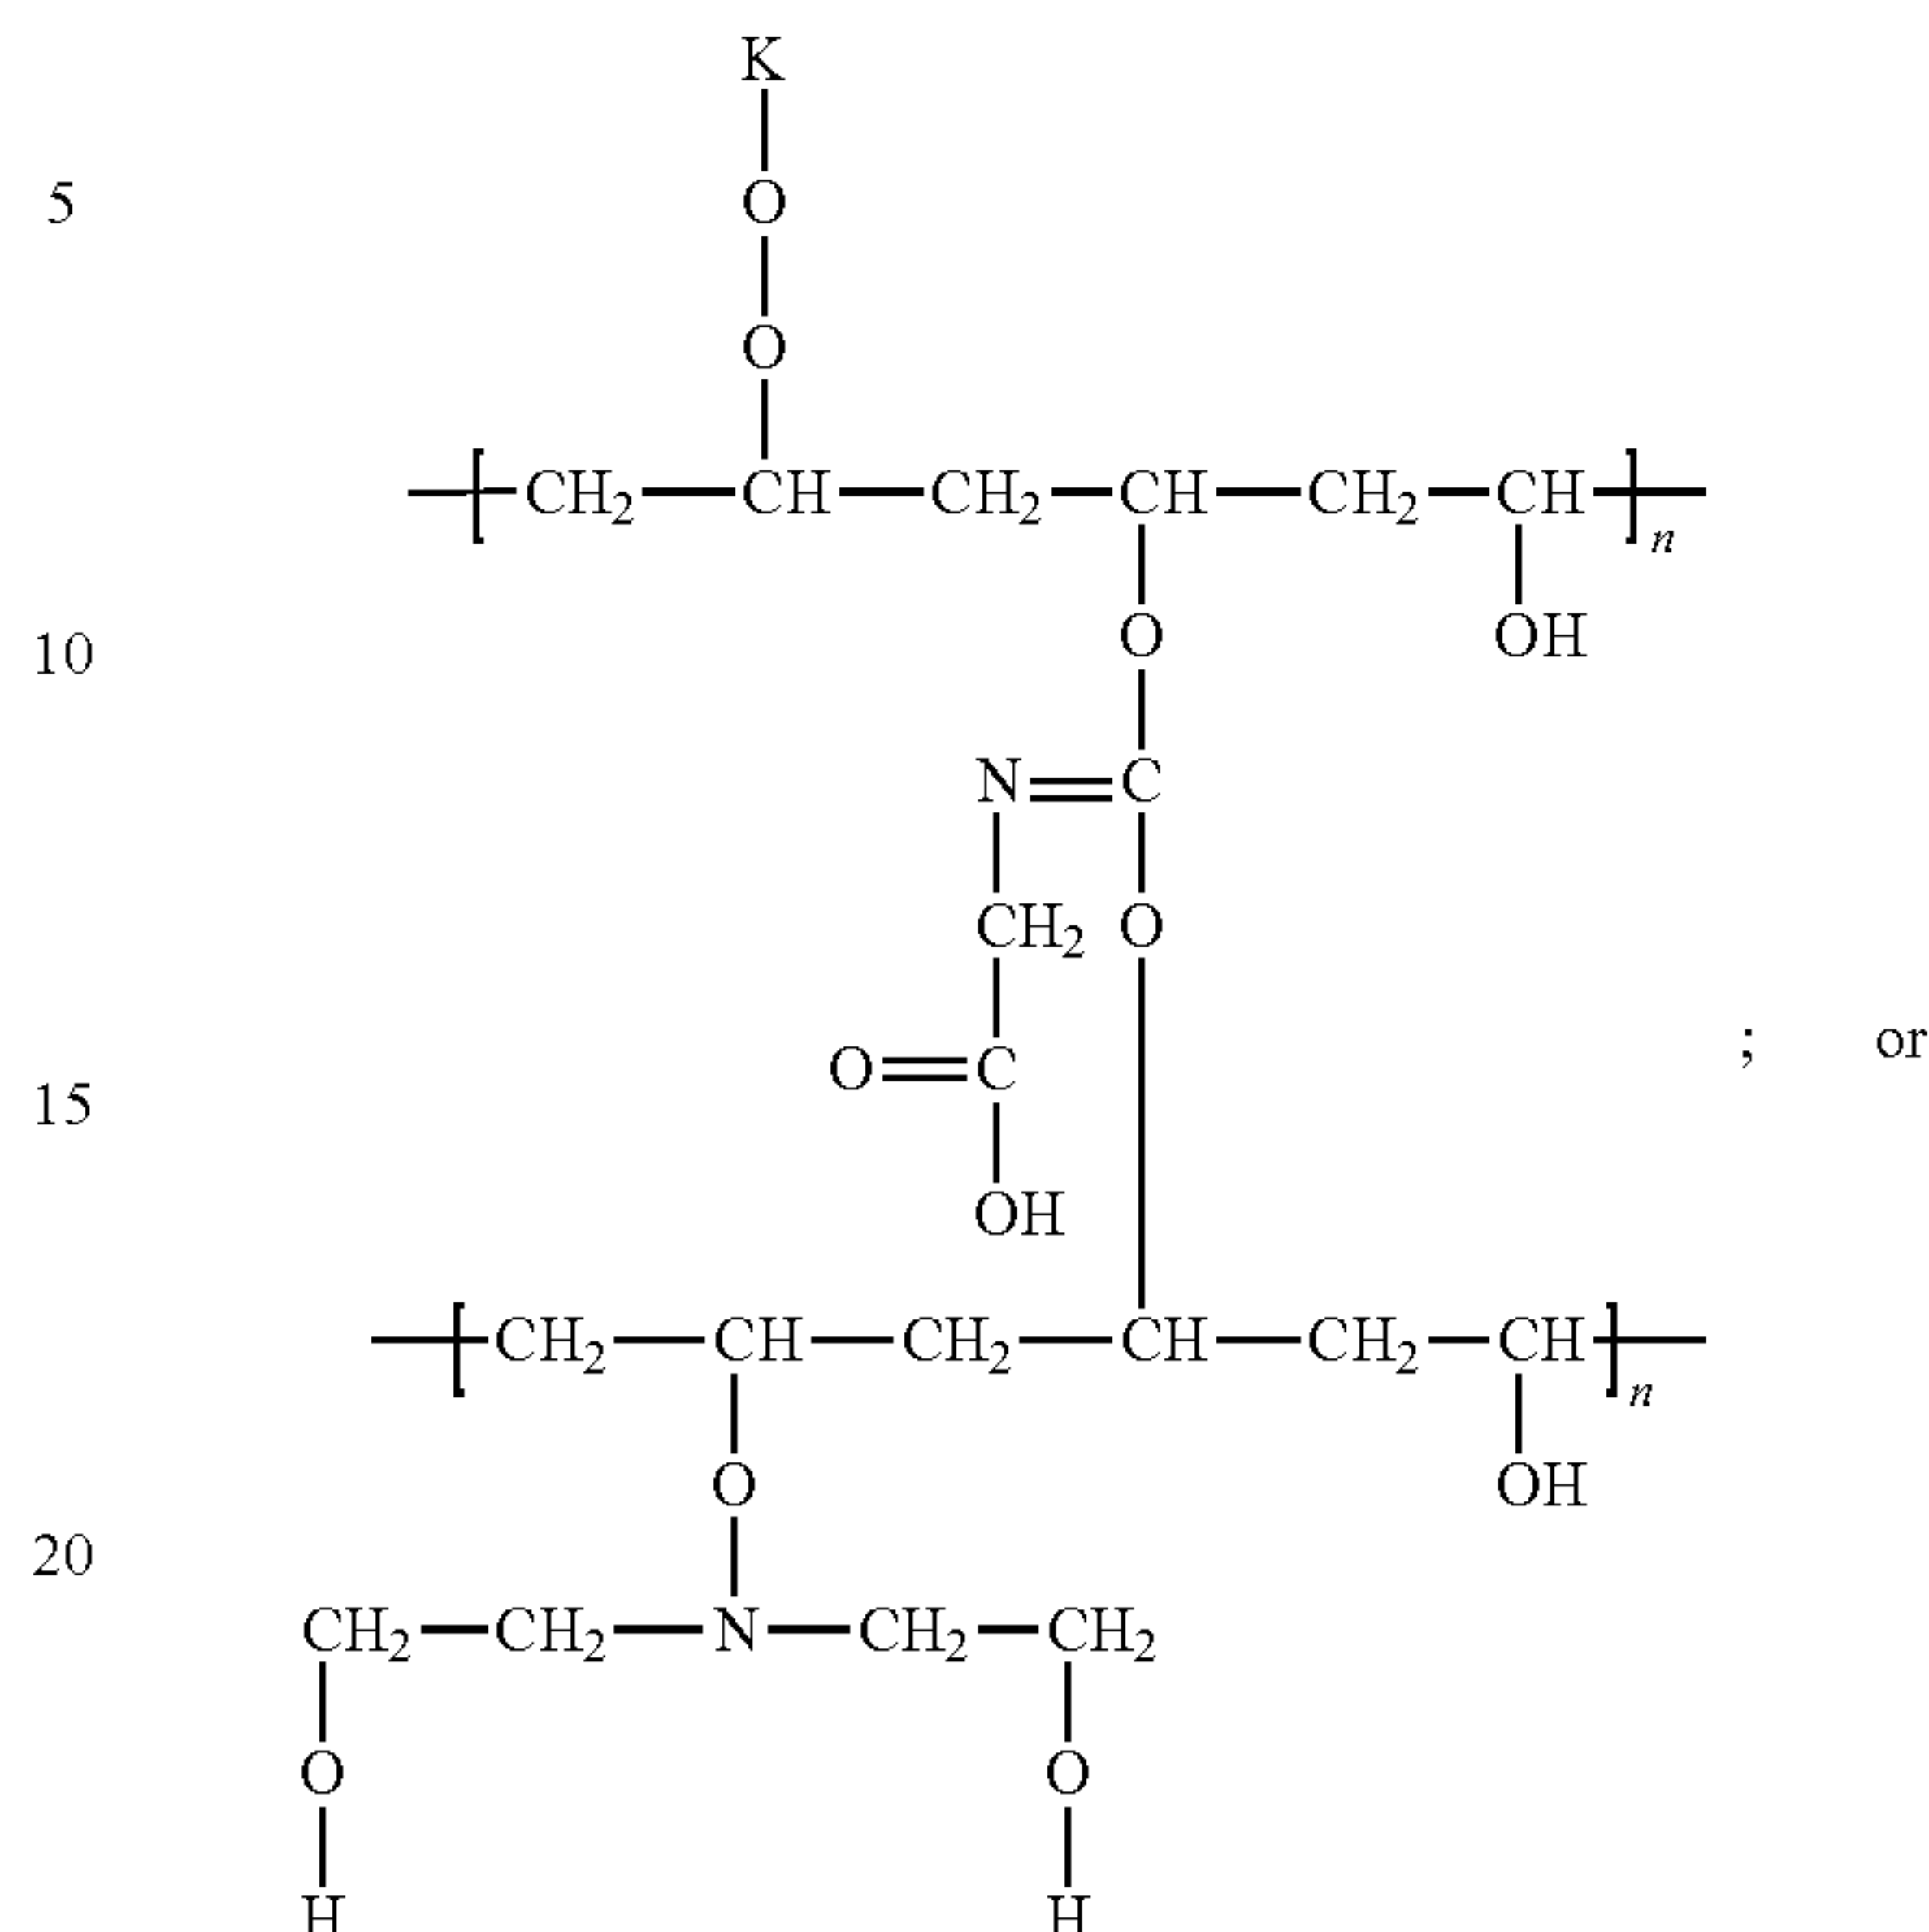 K
5
O
O
[CH₂ CH CH₂ CH CH₂ CH]n
10 O OH
N C
CH₂ O
; or
O C
15
OH
[CH₂ CH CH₂ CH CH₂ CH]n
O OH
20
CH₂ CH₂ N CH₂ CH₂
O O
H H